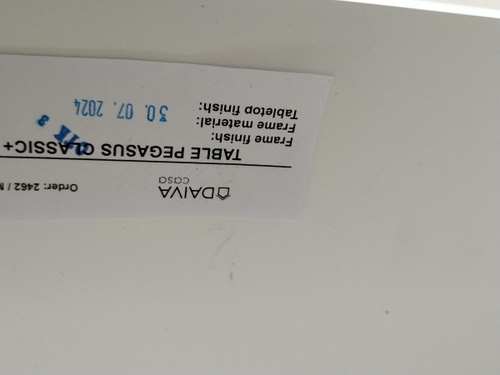 DAIVA
casa
Order: 2462 /
TABLE PEGASUS CLASSIC+
Frame finish:
Frame material:
Tabletop finish:
30. 07. 2024